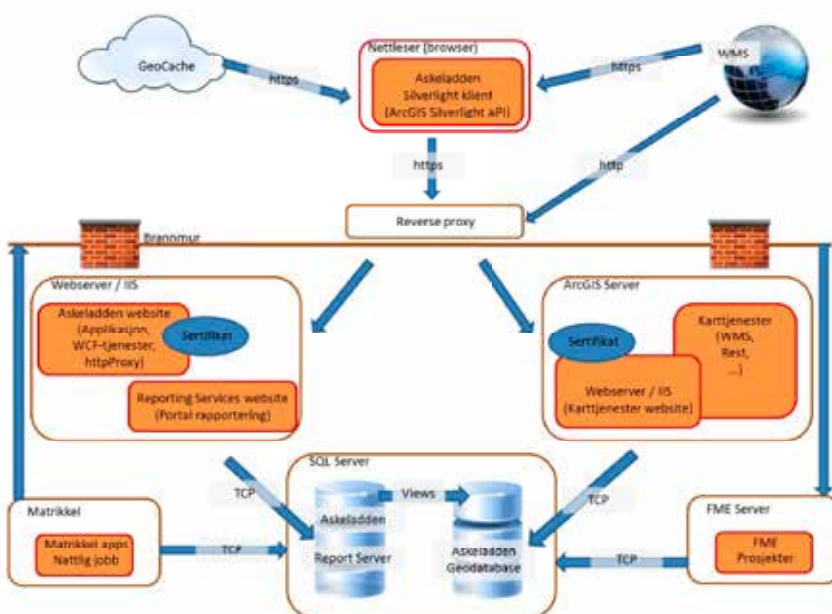 GeoCache
https
Nettleser (browser)
Askeladden
Silverlight klient
(ArcGIS Silverlight API)
https
WMS
https
http
Reverse proxy
Brannmur
Webserver / IIS
Askeladden website
(Applikasjon,
WCF-tjenester,
httpProxy)
Sertifikat
Reporting Services website
(Portal rapportering)
ArcGIS Server
Sertifikat
Karttjenester
(WMS,
Rest,
...)
Webserver / IIS
(Karttjenester website)
TCP
SQL Server
Views
Askeladden
Report Server
Askeladden
Geodatabase
TCP
Matrikkel
Matrikkel apps
Nattlig jobb
TCP
FME Server
FME
Prosjekter
TCP